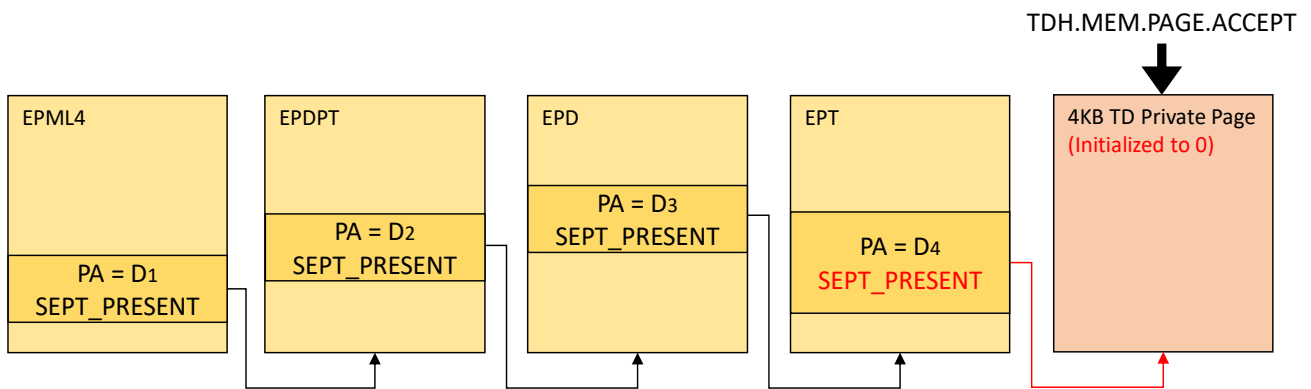 TDH.MEM.PAGE.ACCEPT
EPML4
PA = D1
SEPT_PRESENT
EPDPT
PA = D2
SEPT_PRESENT
EPD
PA = D3
SEPT_PRESENT
EPT
PA = D4
SEPT_PRESENT
4KB TD Private Page
(Initialized to 0)